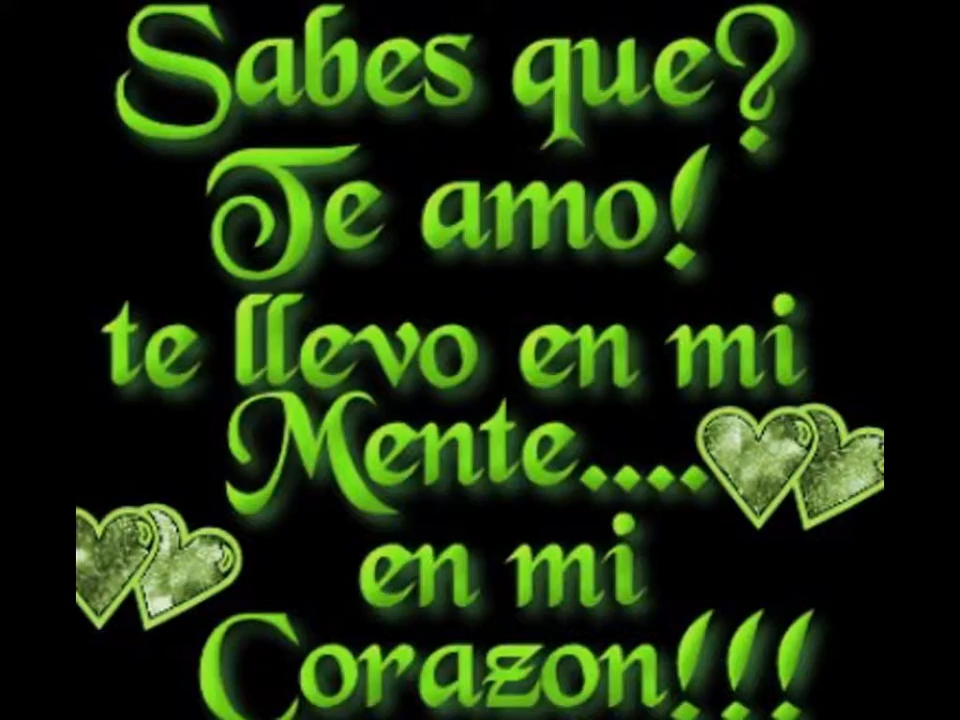 Sabes que?
Te amo!
te llevo en mi
Mente....
en mi
Corazon!!!